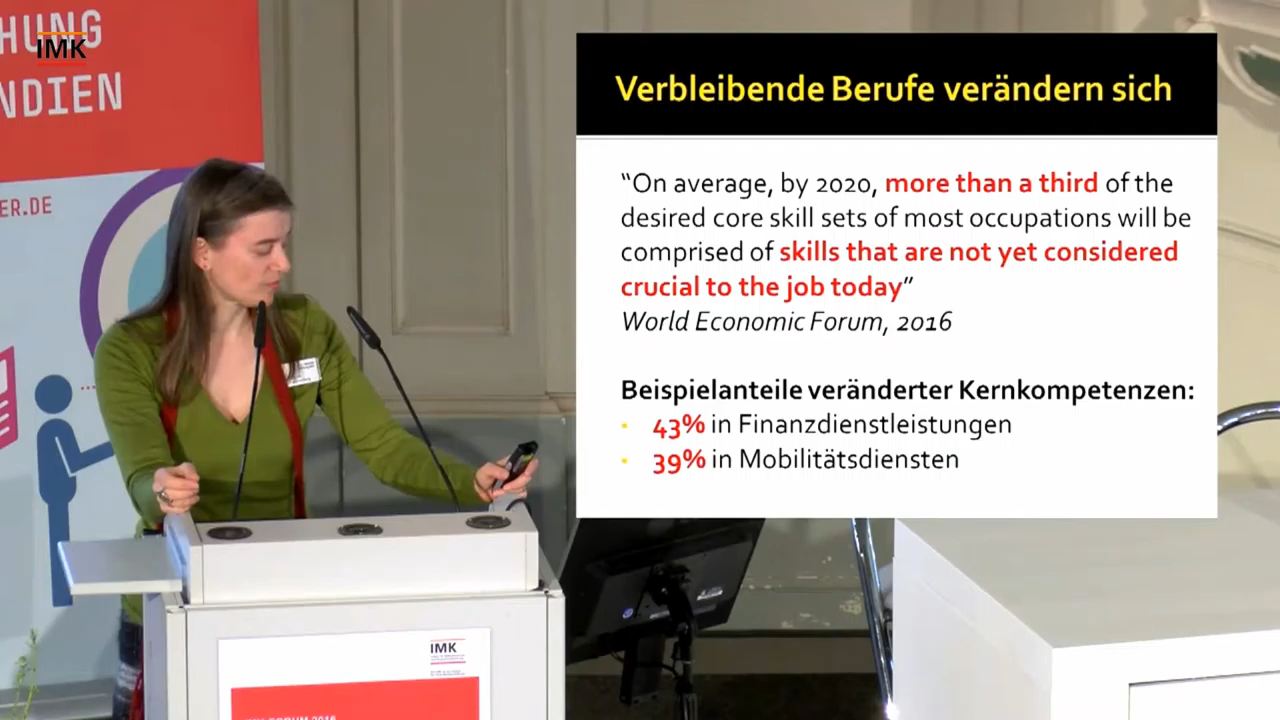 HUNG
IMK
NDIEN
ER.DE
Verbleibende Berufe verändern sich
“On average, by 2020, more than a third of the
desired core skill sets of most occupations will be
comprised of skills that are not yet considered
crucial to the job today”
World Economic Forum, 2016
Beispielanteile veränderter Kernkompetenzen:
• 43% in Finanzdienstleistungen
• 39% in Mobilitätsdiensten
IMK
FORUM 2016